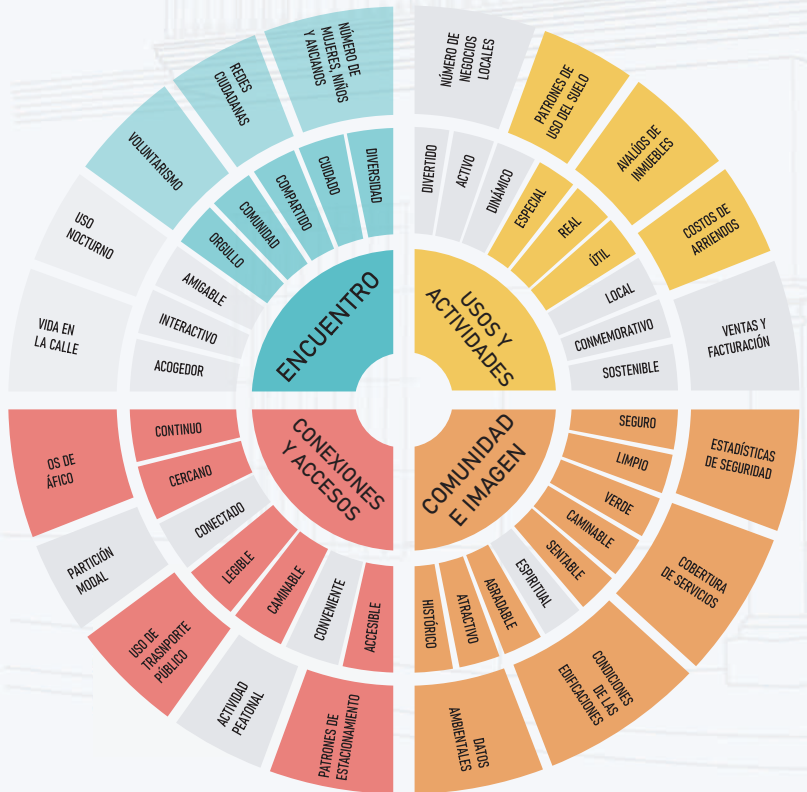 ENCUENTRO
ORGULLO
COMUNIDAD
COMPARTIDO
CUIDADO
DIVERSIDAD
AMIGABLE
INTERACTIVO
ACOGEDOR
VIDA EN
LA CALLE
USO
NOCTURNO
VOLUNTARISMO
REDES
CIUDADANAS
NÚMERO DE
MUJERES, NIÑOS
Y ANCIANOS
USOS Y
ACTIVIDADES
DIVERTIDO
ACTIVO
DINÁMICO
ESPECIAL
REAL
ÚTIL
LOCAL
CONMEMORATIVO
SOSTENIBLE
NÚMERO DE
NEGOCIOS
LOCALES
PATRONES DE
USO DEL SUELO
AVALÚOS DE
INMUEBLES
COSTOS DE
ARRIENDOS
VENTAS Y
FACTURACIÓN
COMUNIDAD
E IMAGEN
SEGURO
LIMPIO
VERDE
CAMINABLE
SENTABLE
ESPIRITUAL
AGRADABLE
ATRACTIVO
HISTÓRICO
ESTADÍSTICAS
DE SEGURIDAD
COBERTURA
DE SERVICIOS
CONDICIONES
DE LAS
EDIFICACIONES
DATOS
AMBIENTALES
CONEXIONES
Y ACCESOS
CONTINUO
CERCANO
CONECTADO
LEGIBLE
CAMINABLE
CONVENIENTE
ACCESIBLE
OS DE
ÁFICO
PARTICIÓN
MODAL
USO DE
TRASNPORTE
PÚBLICO
ACTIVIDAD
PEATONAL
PATRONES DE
ESTACIONAMIENTO